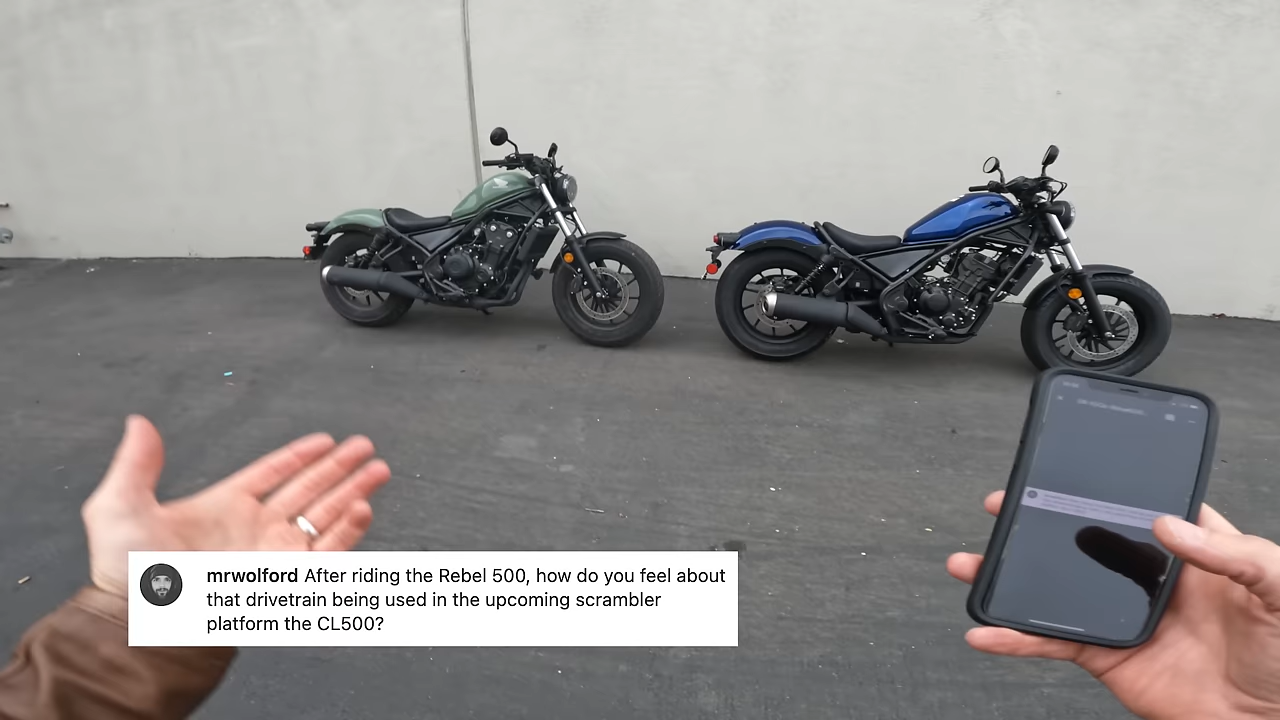 mrwolford After riding the Rebel 500, how do you feel about
that drivetrain being used in the upcoming scrambler
platform the CL500?